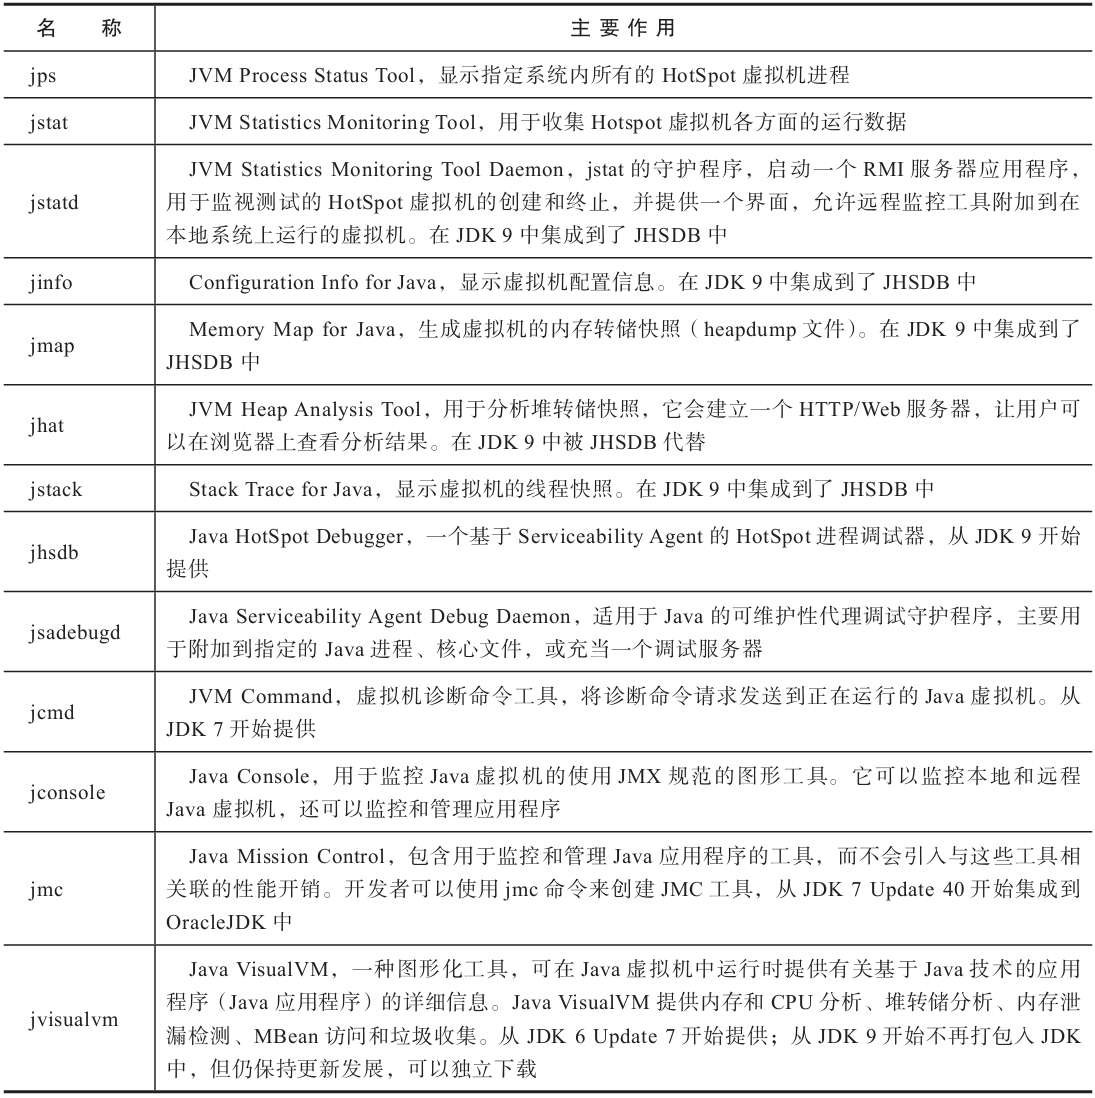 名 称 主 要 作 用
jps JVM Process Status Tool，显示指定系统内所有的 HotSpot 虚拟机进程
jstat JVM Statistics Monitoring Tool，用于收集 Hotspot 虚拟机各方面的运行数据
jstatd JVM Statistics Monitoring Tool Daemon，jstat 的守护程序，启动一个 RMI 服务器应用程序，
用于监视测试的 HotSpot 虚拟机的创建和终止，并提供一个界面，允许远程监控工具附加到在
本地系统上运行的虚拟机。在 JDK 9 中集成到了 JHSDB 中
jinfo Configuration Info for Java，显示虚拟机配置信息。在 JDK 9 中集成到了 JHSDB 中
jmap Memory Map for Java，生成虚拟机的内存转储快照（heapdump 文件）。在 JDK 9 中集成到了
JHSDB 中
jhat JVM Heap Analysis Tool，用于分析堆转储快照，它会建立一个 HTTP/Web 服务器，让用户可
以在浏览器上查看分析结果。在 JDK 9 中被 JHSDB 代替
jstack Stack Trace for Java，显示虚拟机的线程快照。在 JDK 9 中集成到了 JHSDB 中
jhsdb Java HotSpot Debugger，一个基于 Serviceability Agent 的 HotSpot 进程调试器，从 JDK 9 开始
提供
jsadebugd Java Serviceability Agent Debug Daemon，适用于 Java 的可维护性代理调试守护程序，主要用
于附加到指定的 Java 进程、核心文件，或充当一个调试服务器
jcmd JVM Command，虚拟机诊断命令工具，将诊断命令请求发送到正在运行的 Java 虚拟机。从
JDK 7 开始提供
jconsole Java Console，用于监控 Java 虚拟机的使用 JMX 规范的图形工具。它可以监控本地和远程
Java 虚拟机，还可以监控和管理应用程序
jmc Java Mission Control，包含用于监控和管理 Java 应用程序的工具，而不会引入与这些工具相
关联的性能开销。开发者可以使用 jmc 命令来创建 JMC 工具，从 JDK 7 Update 40 开始集成到
OracleJDK 中
jvisualvm Java VisualVM，一种图形化工具，可在 Java 虚拟机中运行时提供有关基于 Java 技术的应用
程序（Java 应用程序）的详细信息。Java VisualVM 提供内存和 CPU 分析、堆转储分析、内存泄
漏检测、MBean 访问和垃圾收集。从 JDK 6 Update 7 开始提供；从 JDK 9 开始不再打包入 JDK
中，但仍保持更新发展，可以独立下载